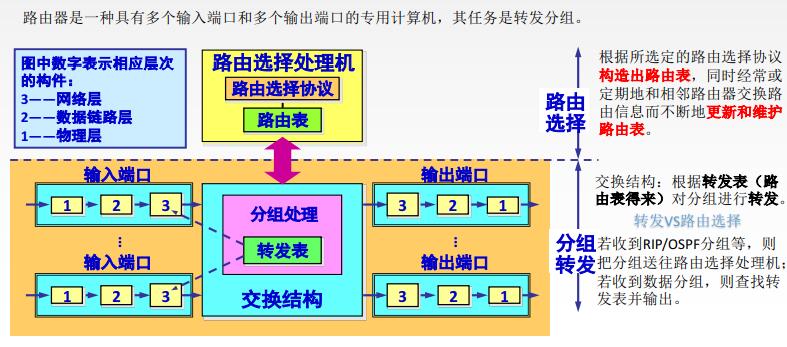 路由器是一种具有多个输入端口和多个输出端口的专用计算机，其任务是转发分组。
图中数字表示相应层次
的构件：
3——网络层
2——数据链路层
1——物理层
路由选择处理机
路由选择协议
路由表
路由
选择
根据所选定的路由选择协议
构造出路由表，同时经常或
定期地和相邻路由器交换路
由信息而不断地更新和维护
路由表。
输入端口
1 2 3
…
输入端口
1 2 3
分组处理
转发表
交换结构
输出端口
3 2 1
…
输出端口
3 2 1
分组
转发
交换结构：根据转发表（路
由表得来）对分组进行转发。
转发VS路由选择
若收到RIP/OSPF分组等，则
把分组送往路由选择处理机；
若收到数据分组，则查找转
发表并输出。